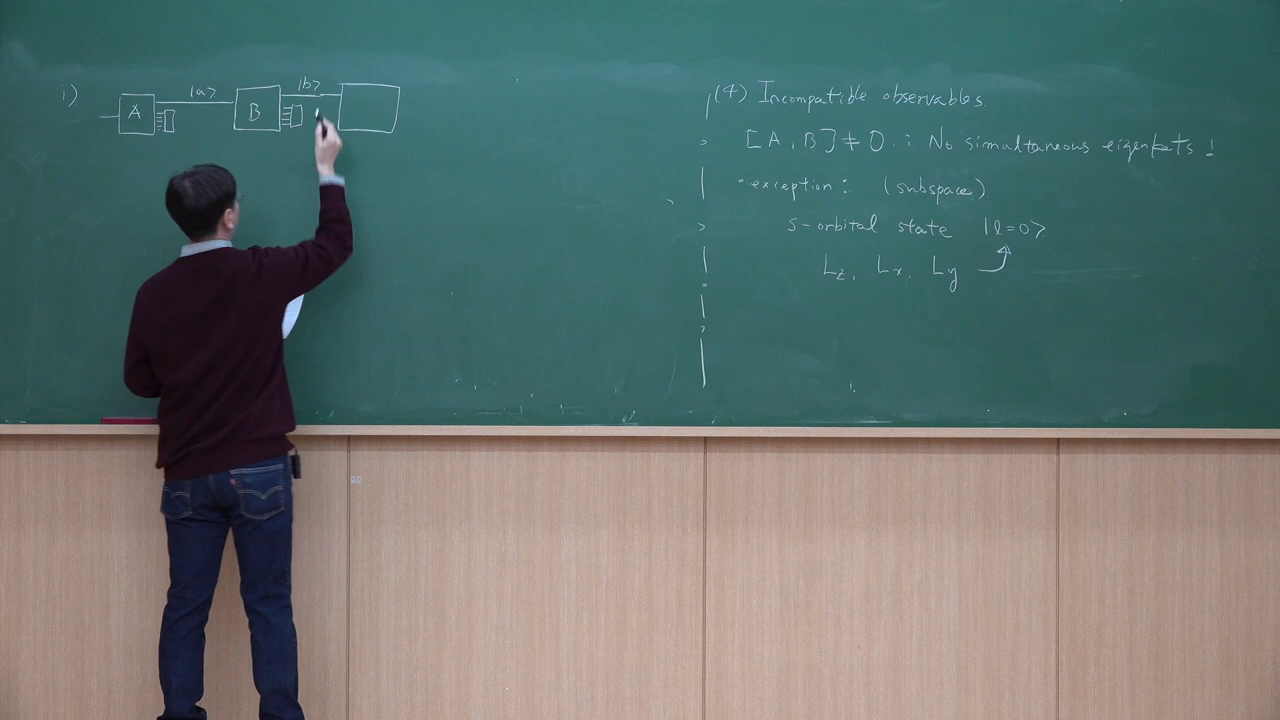 i) |a> |b>
A B
(4) Incompatible observables.
[A, B] ≠ 0. : No simultaneous eigenkets !
• exception : (subspace)
s-orbital state |l=0>.
Lz, Lx, Ly